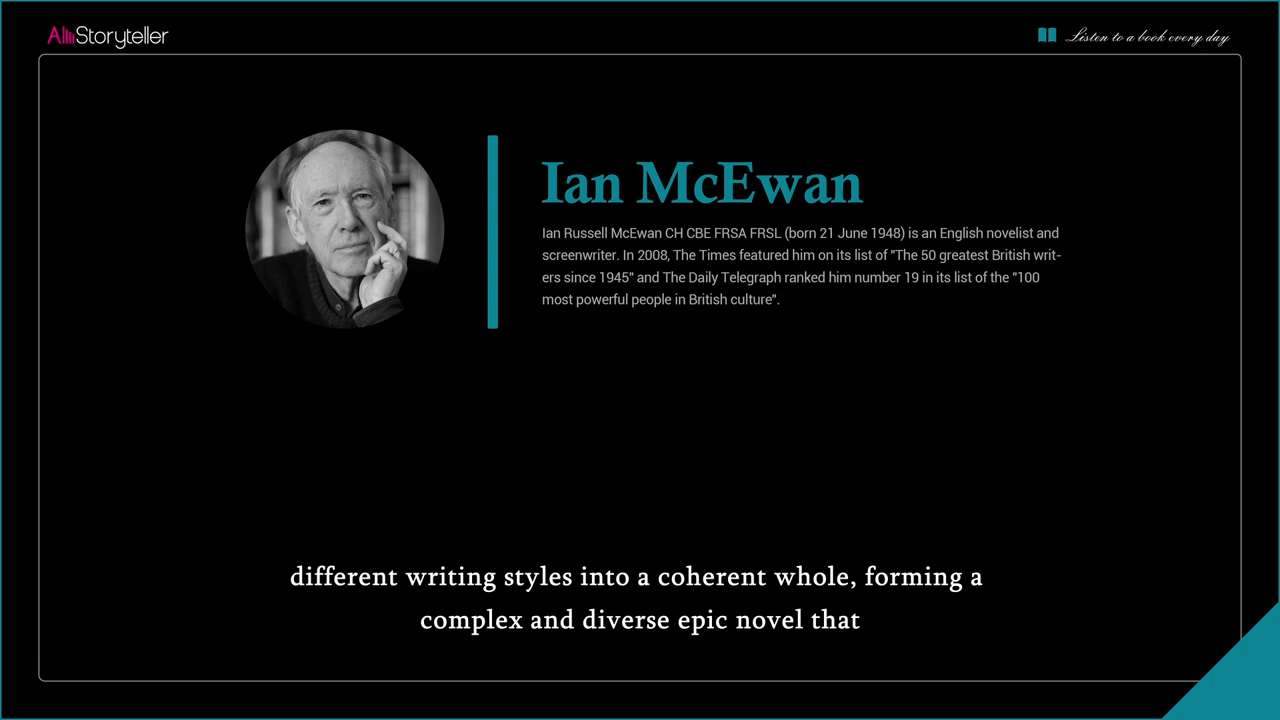 AllStoryteller
Listen to a book every day
Ian McEwan
Ian Russell McEwan CH CBE FRSA FRSL (born 21 June 1948) is an English novelist and
screenwriter. In 2008, The Times featured him on its list of "The 50 greatest British writ-
ers since 1945" and The Daily Telegraph ranked him number 19 in its list of the "100
most powerful people in British culture".
different writing styles into a coherent whole, forming a
complex and diverse epic novel that